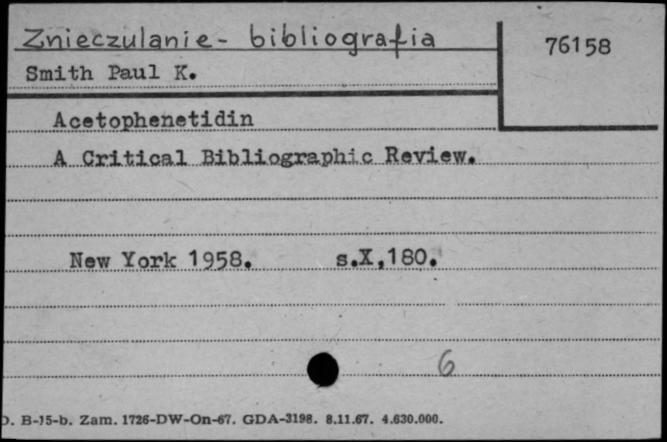 Znieczulanie - bibliografia
76158
Smith Paul K.
Acetophenetidin
A Critical Bibliographic Review.
New York 1958. s.X,180.
6
B-15-b. Zam. 1726-DW-On-67. GDA-3198. 8.11.67. 4.630.000.